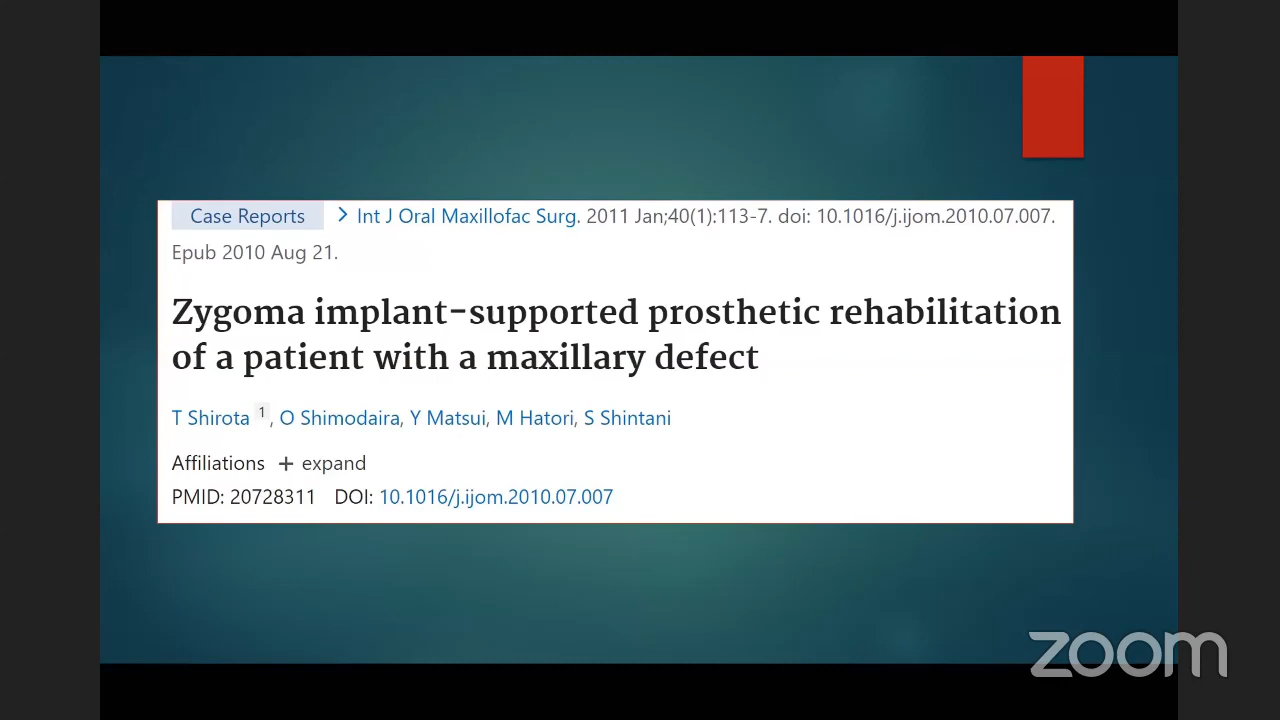 Case Reports > Int J Oral Maxillofac Surg. 2011 Jan;40(1):113-7. doi: 10.1016/j.ijom.2010.07.007.
Epub 2010 Aug 21.
Zygoma implant-supported prosthetic rehabilitation
of a patient with a maxillary defect
T Shirota 1, O Shimodaira, Y Matsui, M Hatori, S Shintani
Affiliations + expand
PMID: 20728311 DOI: 10.1016/j.ijom.2010.07.007
zoom